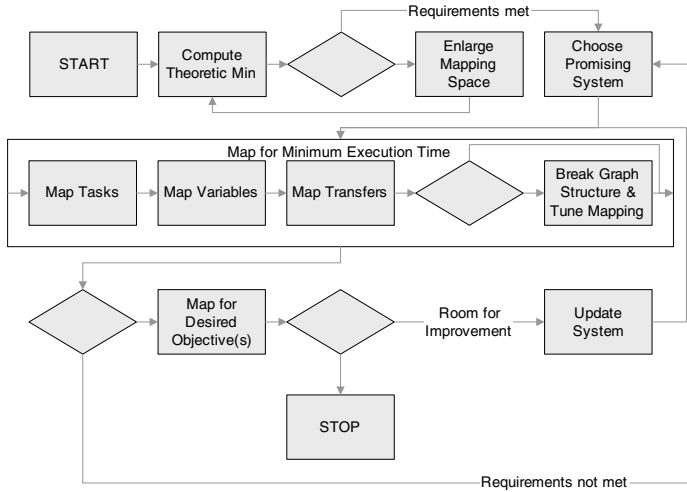 Requirements met
START
Compute
Theoretic Min
Enlarge
Mapping
Space
Choose
Promising
System
Map for Minimum Execution Time
Map Tasks
Map Variables
Map Transfers
Break Graph
Structure &
Tune Mapping
Map for
Desired
Objective(s)
Room for
Improvement
Update
System
STOP
Requirements not met